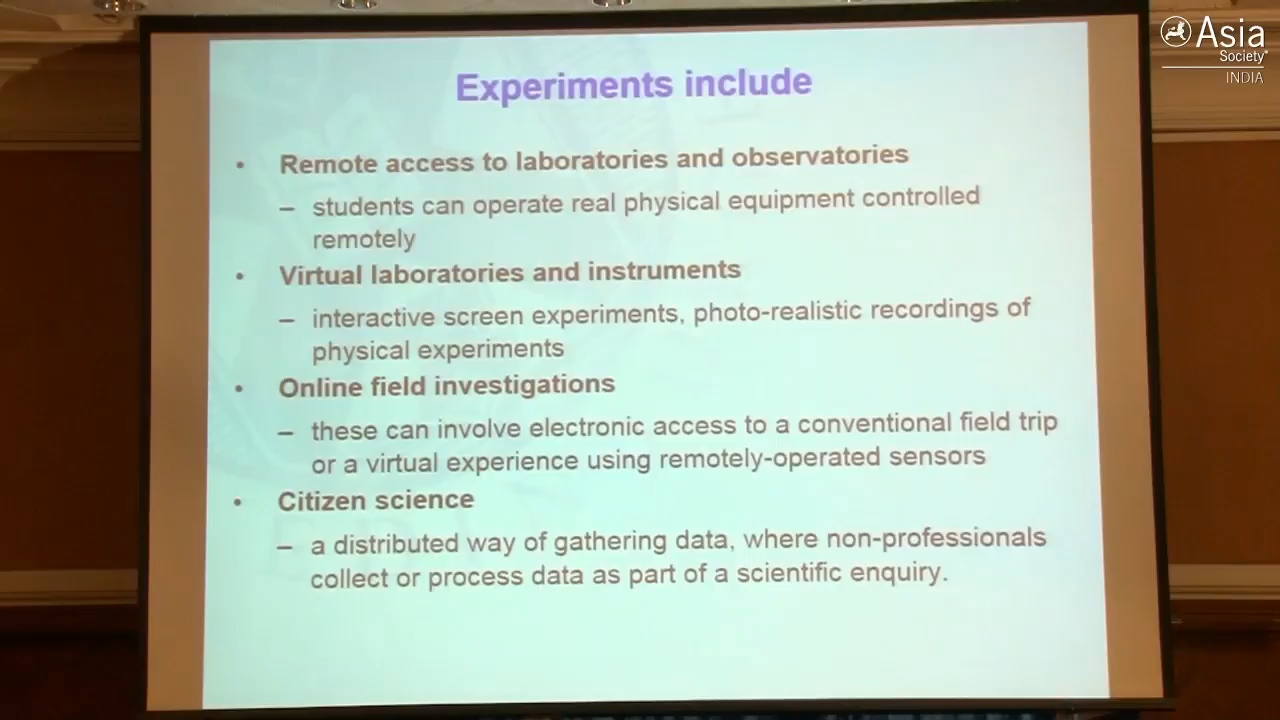 Asia
Society
INDIA
Experiments include
• Remote access to laboratories and observatories
– students can operate real physical equipment controlled
remotely
• Virtual laboratories and instruments
– interactive screen experiments, photo-realistic recordings of
physical experiments
• Online field investigations
– these can involve electronic access to a conventional field trip
or a virtual experience using remotely-operated sensors
• Citizen science
– a distributed way of gathering data, where non-professionals
collect or process data as part of a scientific enquiry.